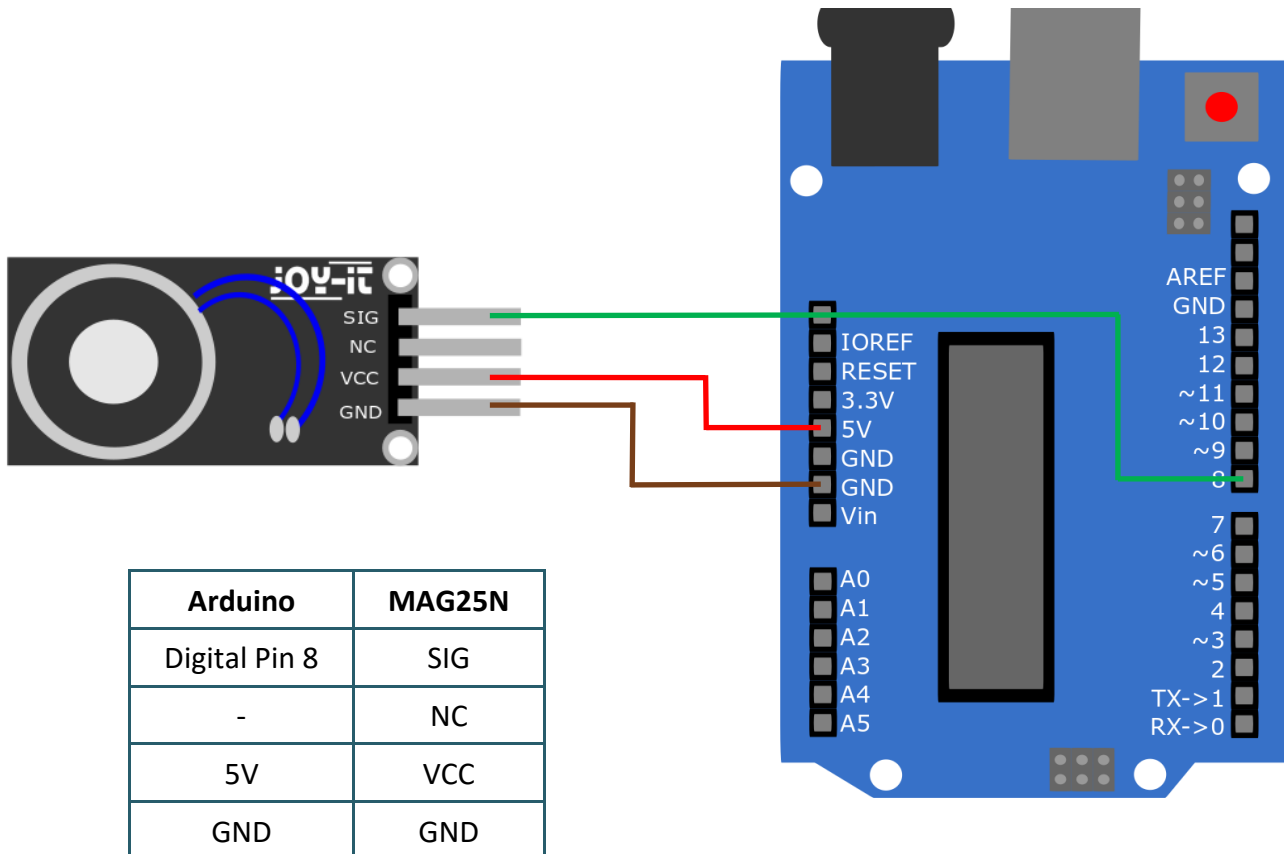 JOY-iT
SIG
NC
VCC
GND
IOREF
RESET
3.3V
5V
GND
GND
Vin
A0
A1
A2
A3
A4
A5
AREF
GND
13
12
~11
~10
~9
8
7
~6
~5
4
~3
2
TX->1
RX->0
Arduino MAG25N
Digital Pin 8 SIG
- NC
5V VCC
GND GND